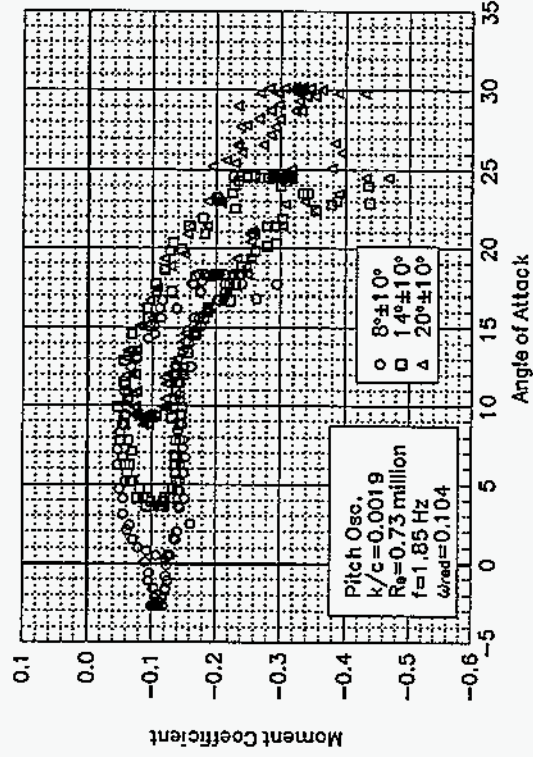 0.1
0.0
−0.1
−0.2
−0.3
−0.4
−0.5
−0.6
Moment Coefficient
−5
0
5
10
15
20
25
30
35
Angle of Attack
Pitch Osc.
k/c=0.0019
Re=0.73 million
f=1.85 Hz
ωred=0.104
○ 8°±10°
□ 14°±10°
△ 20°±10°